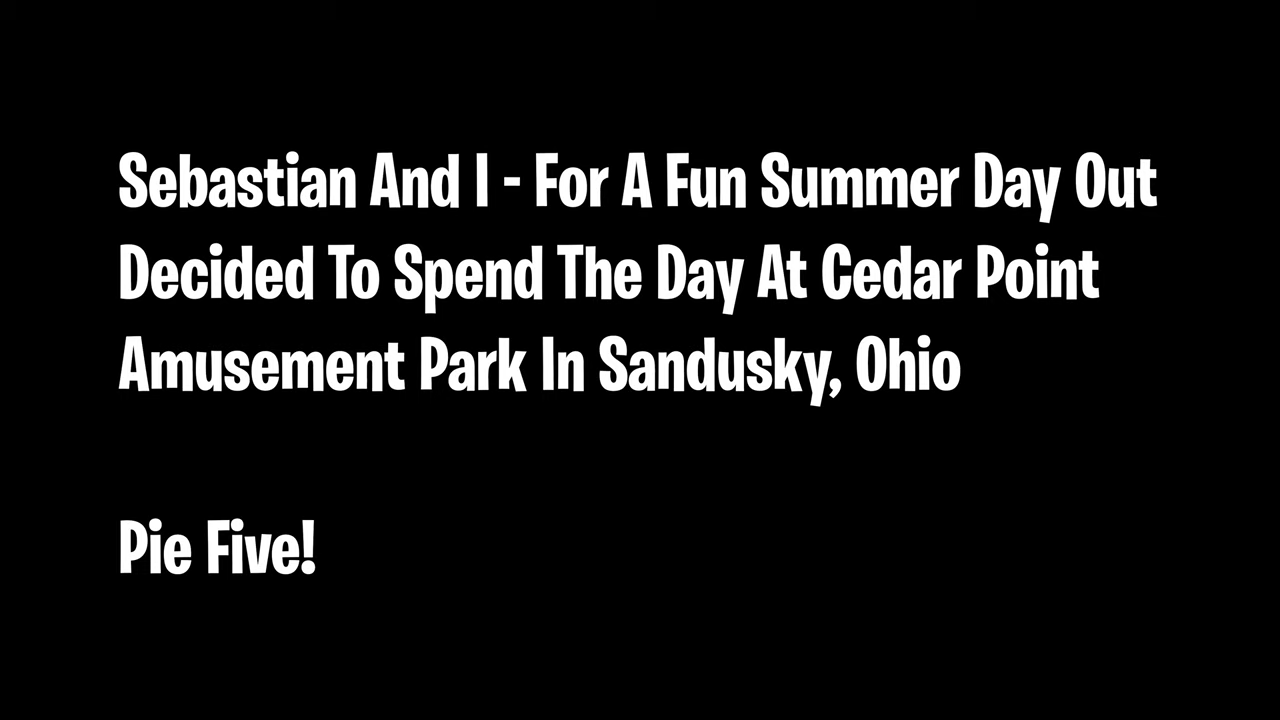 Sebastian And I - For A Fun Summer Day Out
Decided To Spend The Day At Cedar Point
Amusement Park In Sandusky, Ohio
Pie Five!